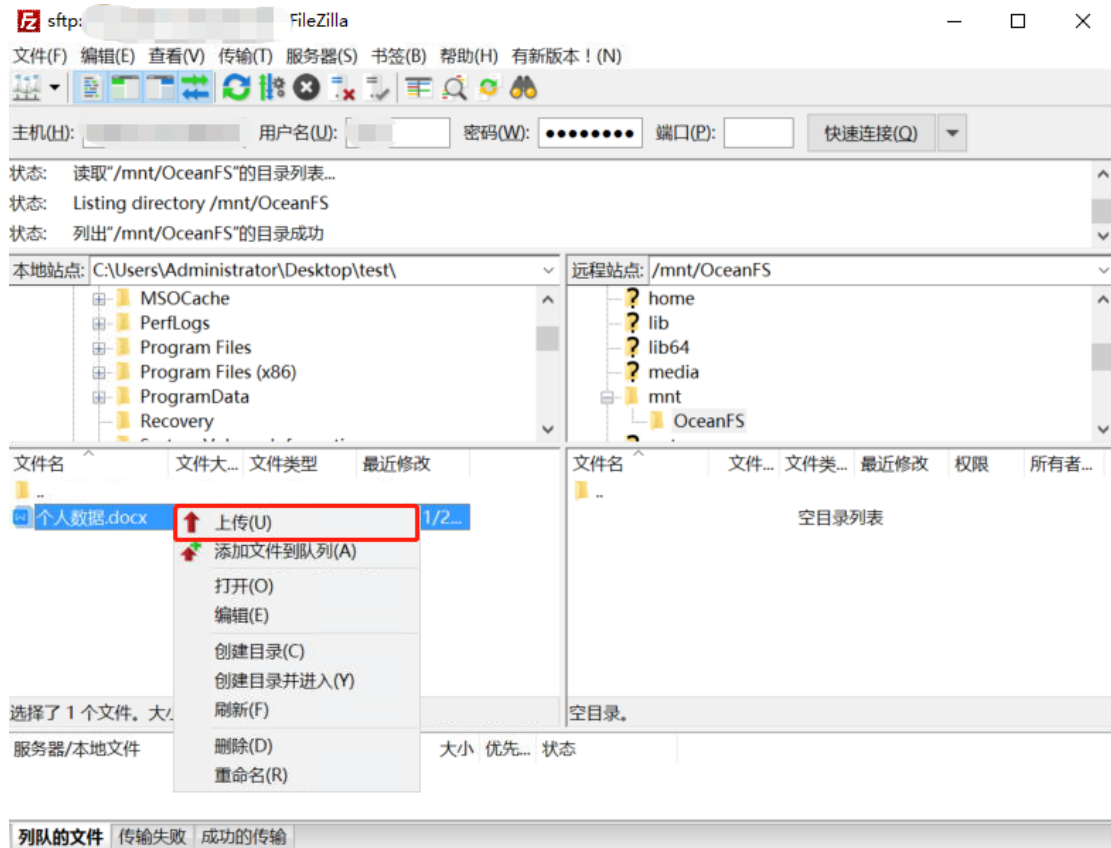 sftp: FileZilla
文件(F) 编辑(E) 查看(V) 传输(T) 服务器(S) 书签(B) 帮助(H) 有新版本！(N)
主机(H): 用户名(U): 密码(W): ●●●●●●●● 端口(P): 快速连接(Q)
状态: 读取"/mnt/OceanFS"的目录列表...
状态: Listing directory /mnt/OceanFS
状态: 列出"/mnt/OceanFS"的目录成功
本地站点: C:\Users\Administrator\Desktop\test\ 远程站点: /mnt/OceanFS
MSOCache home
PerfLogs lib
Program Files lib64
Program Files (x86) media
ProgramData mnt
Recovery OceanFS
文件名 文件大... 文件类型 最近修改 文件名 文件... 文件类... 最近修改 权限 所有者...
.. ..
个人数据.docx 1/2... 空目录列表
上传(U)
添加文件到队列(A)
打开(O)
编辑(E)
创建目录(C)
创建目录并进入(Y)
刷新(F)
删除(D)
重命名(R)
选择了 1 个文件。 空目录。
服务器/本地文件 大小 优先... 状态
列队的文件 传输失败 成功的传输